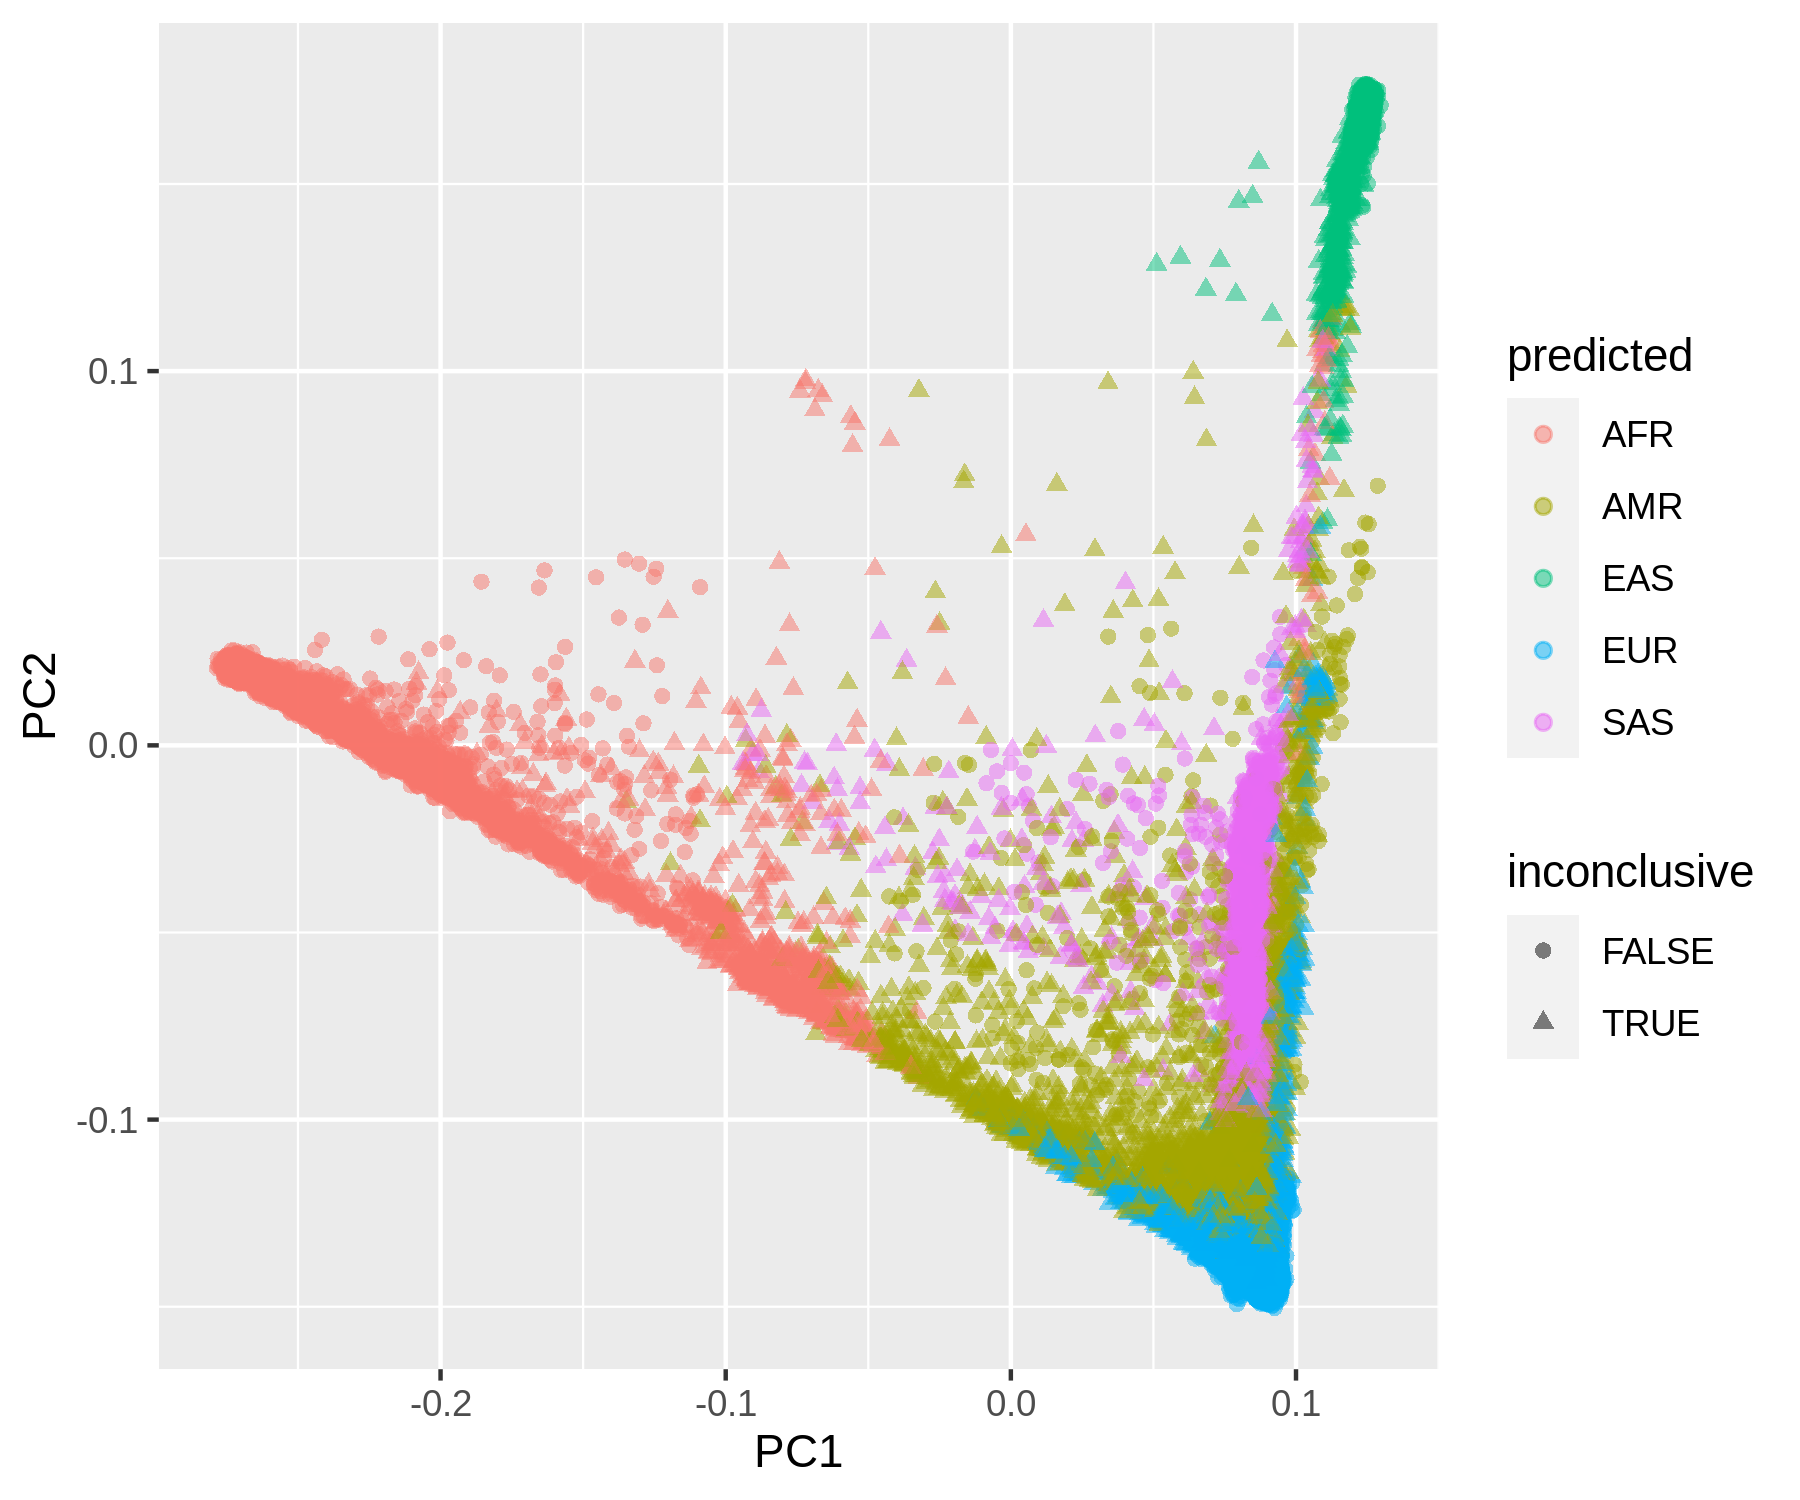 0.1
0.0
-0.1
PC2
-0.2
-0.1
0.0
0.1
PC1
predicted
AFR
AMR
EAS
EUR
SAS
inconclusive
FALSE
TRUE